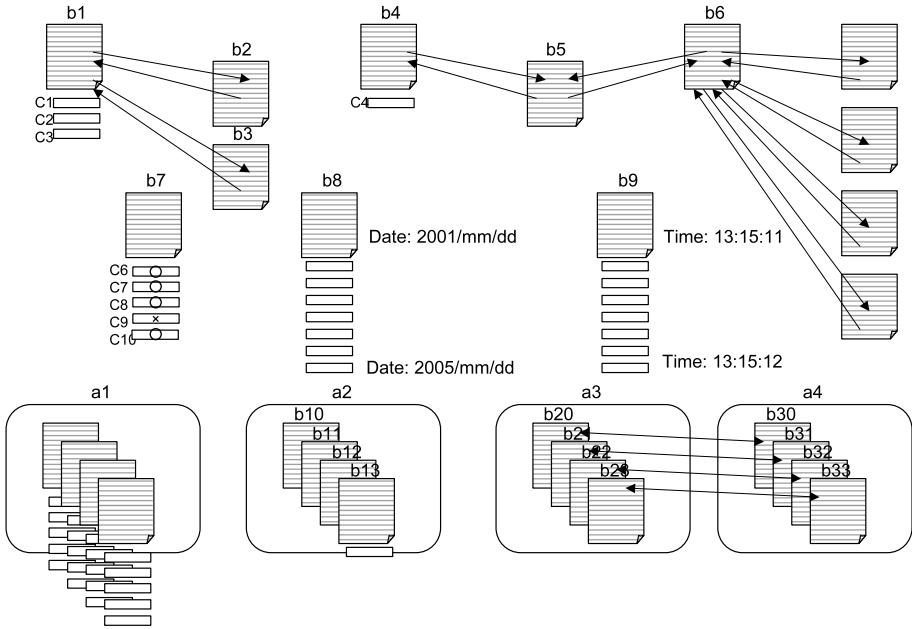 b1
b4
b6
b2
b5
C1
C2
C3
C4
b3
b7
b8
b9
Date: 2001/mm/dd
Time: 13:15:11
C6
C7
C8
C9
C10
Date: 2005/mm/dd
Time: 13:15:12
a1
a2
a3
a4
b10
b20
b30
b11
b31
b12
b22
b32
b13
b23
b33